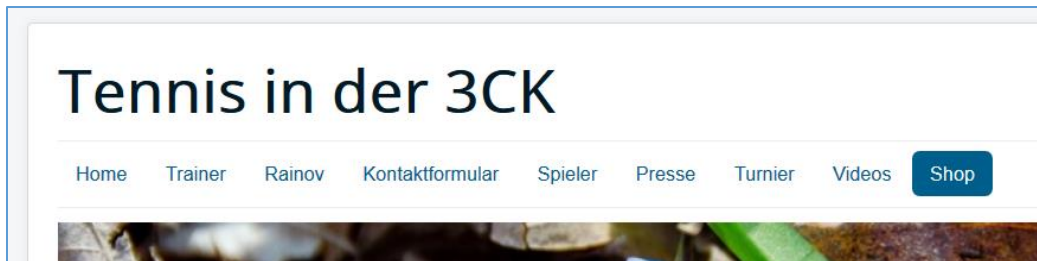 Tennis in der 3CK
Home Trainer Rainov Kontaktformular Spieler Presse Turnier Videos Shop